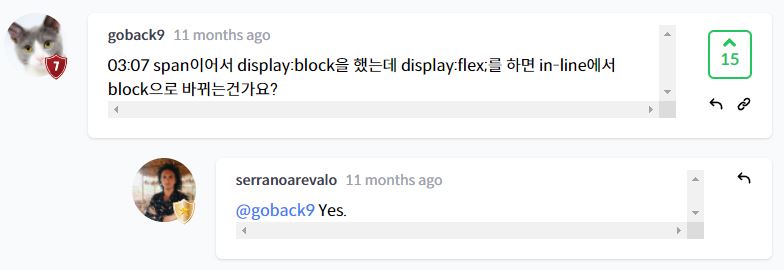 goback9 11 months ago
03:07 span이어서 display:block을 했는데 display:flex;를 하면 in-line에서
block으로 바뀌는건가요?
15
7
serranoarevalo 11 months ago
@goback9 Yes.